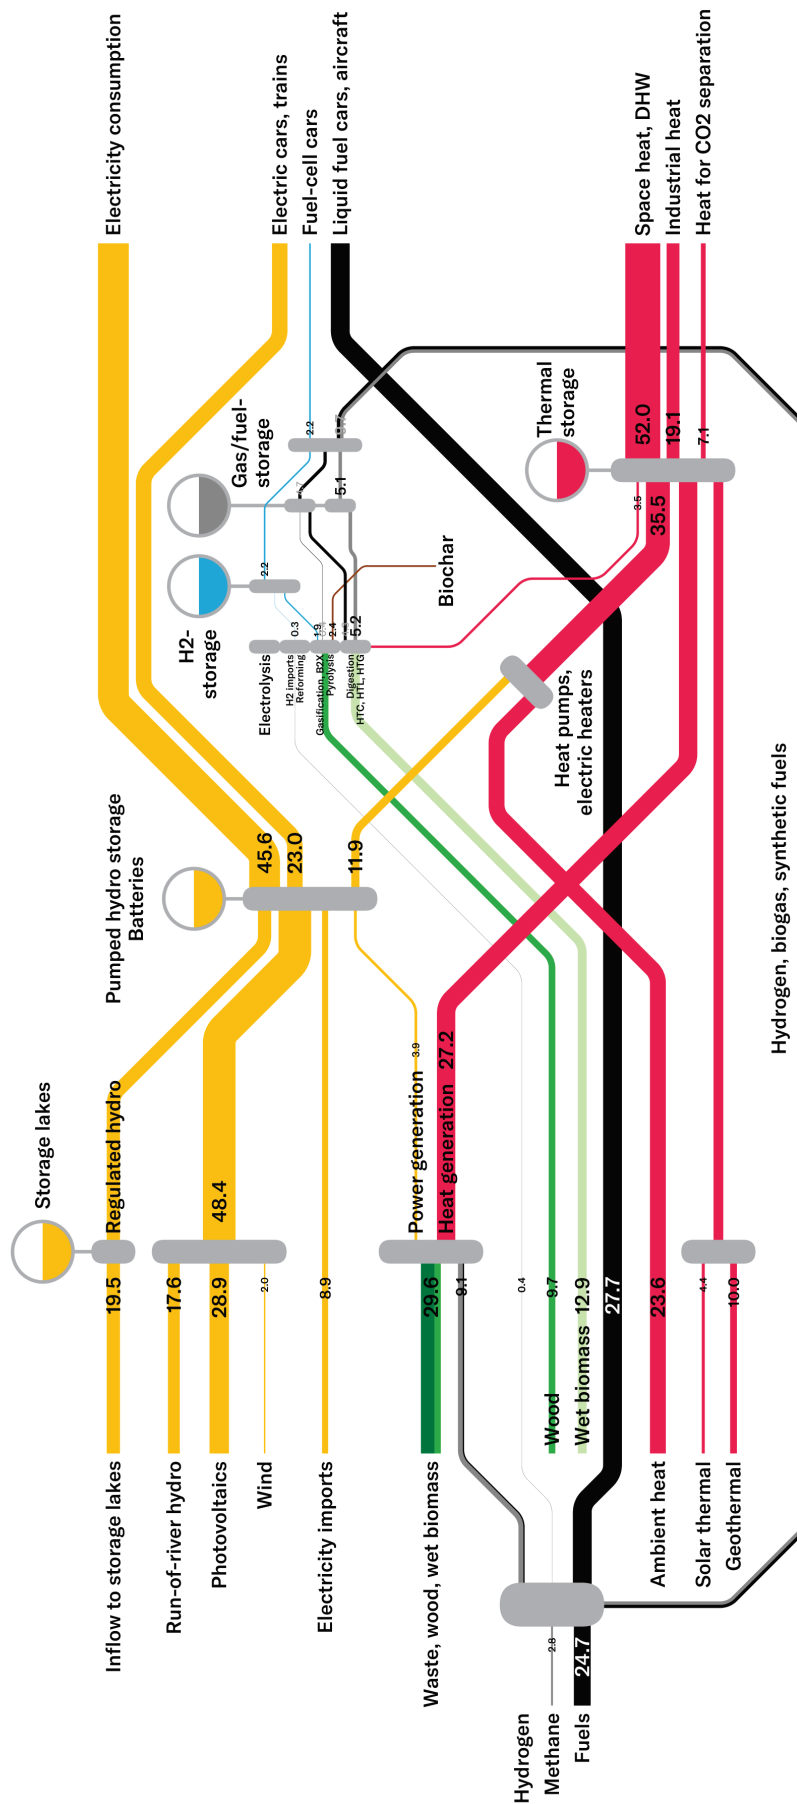 Storage lakes
Pumped hydro storage
Batteries
H2-
storage
Gas/fuel-
storage
Thermal
storage
Inflow to storage lakes
19.5
Regulated hydro
45.6
Electricity consumption
Run-of-river hydro
17.6
Photovoltaics
28.9
48.4
Wind
2.0
23.0
Electric cars, trains
Electricity imports
8.9
11.9
Electrolysis
H2 imports
Reforming
0.3
Gasification, B2X
Pyrolysis
1.9
2.4
Digestion
HTC, HTL, HTG
5.2
2.2
2.2
Fuel-cell cars
5.1
Liquid fuel cars, aircraft
Biochar
Power generation
3.9
Waste, wood, wet biomass
29.6
Heat generation
27.2
9.1
Hydrogen
0.4
Methane
2.8
Wood
9.7
Fuels
24.7
Wet biomass
12.9
27.7
Heat pumps,
electric heaters
3.5
35.5
52.0
Space heat, DHW
19.1
Industrial heat
7.1
Heat for CO2 separation
Ambient heat
23.6
Solar thermal
4.4
Geothermal
10.0
Hydrogen, biogas, synthetic fuels